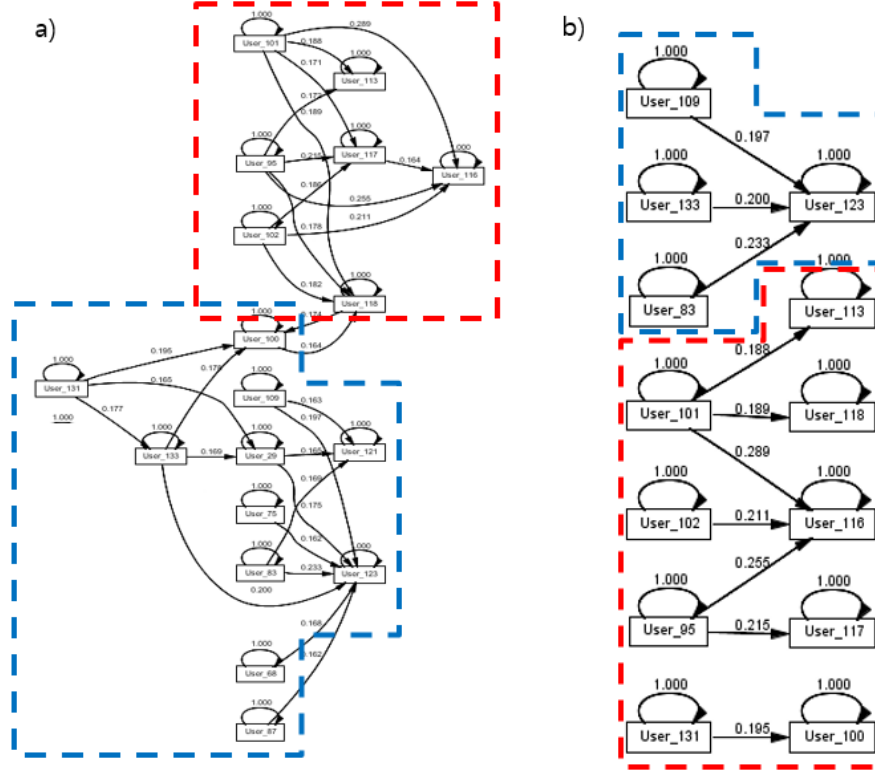 a)
1.000
User_101
0.289
0.188
0.171
1.000
User_113
0.172
0.189
1.000
User_95
0.215
1.000
User_117
0.164
User_116
0.186
0.255
1.000
User_102
0.211
0.178
0.182
1.000
User_118
0.174
1.000
User_100
0.164
0.195
0.178
1.000
User_131
0.165
1.000
0.177
1.000
User_109
0.163
0.197
1.000
User_133
0.169
1.000
User_29
0.165
1.000
User_121
0.169
1.000
User_75
0.175
0.162
1.000
User_83
0.233
User_123
0.200
0.168
1.000
User_68
0.162
1.000
User_87
b)
1.000
User_109
0.197
1.000
User_133
0.200
1.000
User_123
0.233
1.000
User_83
1.000
User_113
0.188
1.000
User_101
0.189
1.000
User_118
0.289
1.000
User_102
0.211
1.000
User_116
0.255
1.000
User_95
0.215
1.000
User_117
1.000
User_131
0.195
1.000
User_100